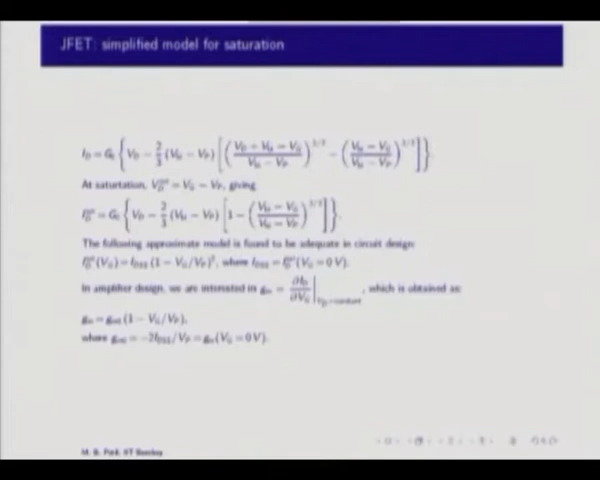 JFET: simplified model for saturation
I_D = G_0 { V_D − 2/3 (V_bi − V_P) [ ( (V_D + V_bi − V_G) / (V_bi − V_P) )^{3/2} − ( (V_bi − V_G) / (V_bi − V_P) )^{3/2} ] }.
At saturation, V_D^{sat} = V_G − V_P, giving
I_D^{sat} = G_0 { V_D − 2/3 (V_bi − V_P) [ 1 − ( (V_bi − V_G) / (V_bi − V_P) )^{3/2} ] }.
The following approximate model is found to be adequate in circuit design:
I_D^{sat}(V_G) = I_DSS (1 − V_G/V_P)^2, where I_DSS = I_D^{sat}(V_G = 0 V).
In amplifier design, we are interested in g_m = ∂I_D/∂V_G |_{V_D=constant}, which is obtained as:
g_m = g_m0 (1 − V_G/V_P),
where g_m0 = −2I_DSS/V_P = g_m(V_G = 0 V).
M. B. Patil, IIT Bombay